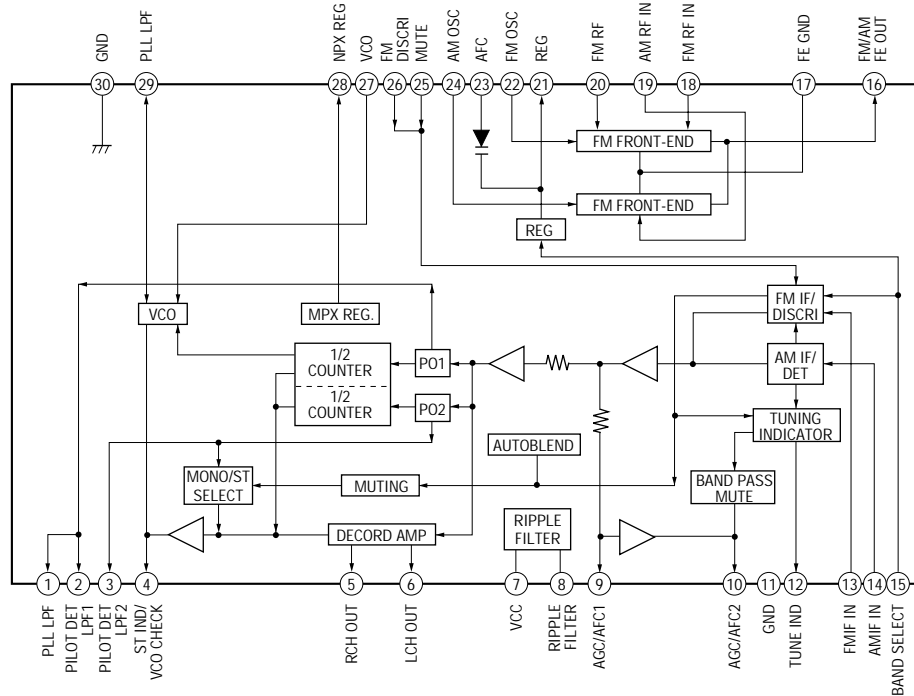 GND
PLL LPF
NPX REG
VCO
FM
DISCRI
MUTE
AM OSC
AFC
FM OSC
REG
FM RF
AM RF IN
FM RF IN
FE GND
FM/AM
FE OUT
30
29
28
27
26
25
24
23
22
21
20
19
18
17
16
FM FRONT-END
FM FRONT-END
REG
VCO
MPX REG.
FM IF/
DISCRI
1/2
COUNTER
PO1
AM IF/
DET
1/2
COUNTER
PO2
TUNING
INDICATOR
AUTOBLEND
MONO/ST
SELECT
MUTING
BAND PASS
MUTE
DECORD AMP
RIPPLE
FILTER
1
2
3
4
5
6
7
8
9
10
11
12
13
14
15
PLL LPF
PILOT DET
LPF1
PILOT DET
LPF2
ST IND/
VCO CHECK
RCH OUT
LCH OUT
VCC
RIPPLE
FILTER
AGC/AFC1
AGC/AFC2
GND
TUNE IND
FMIF IN
AMIF IN
BAND SELECT